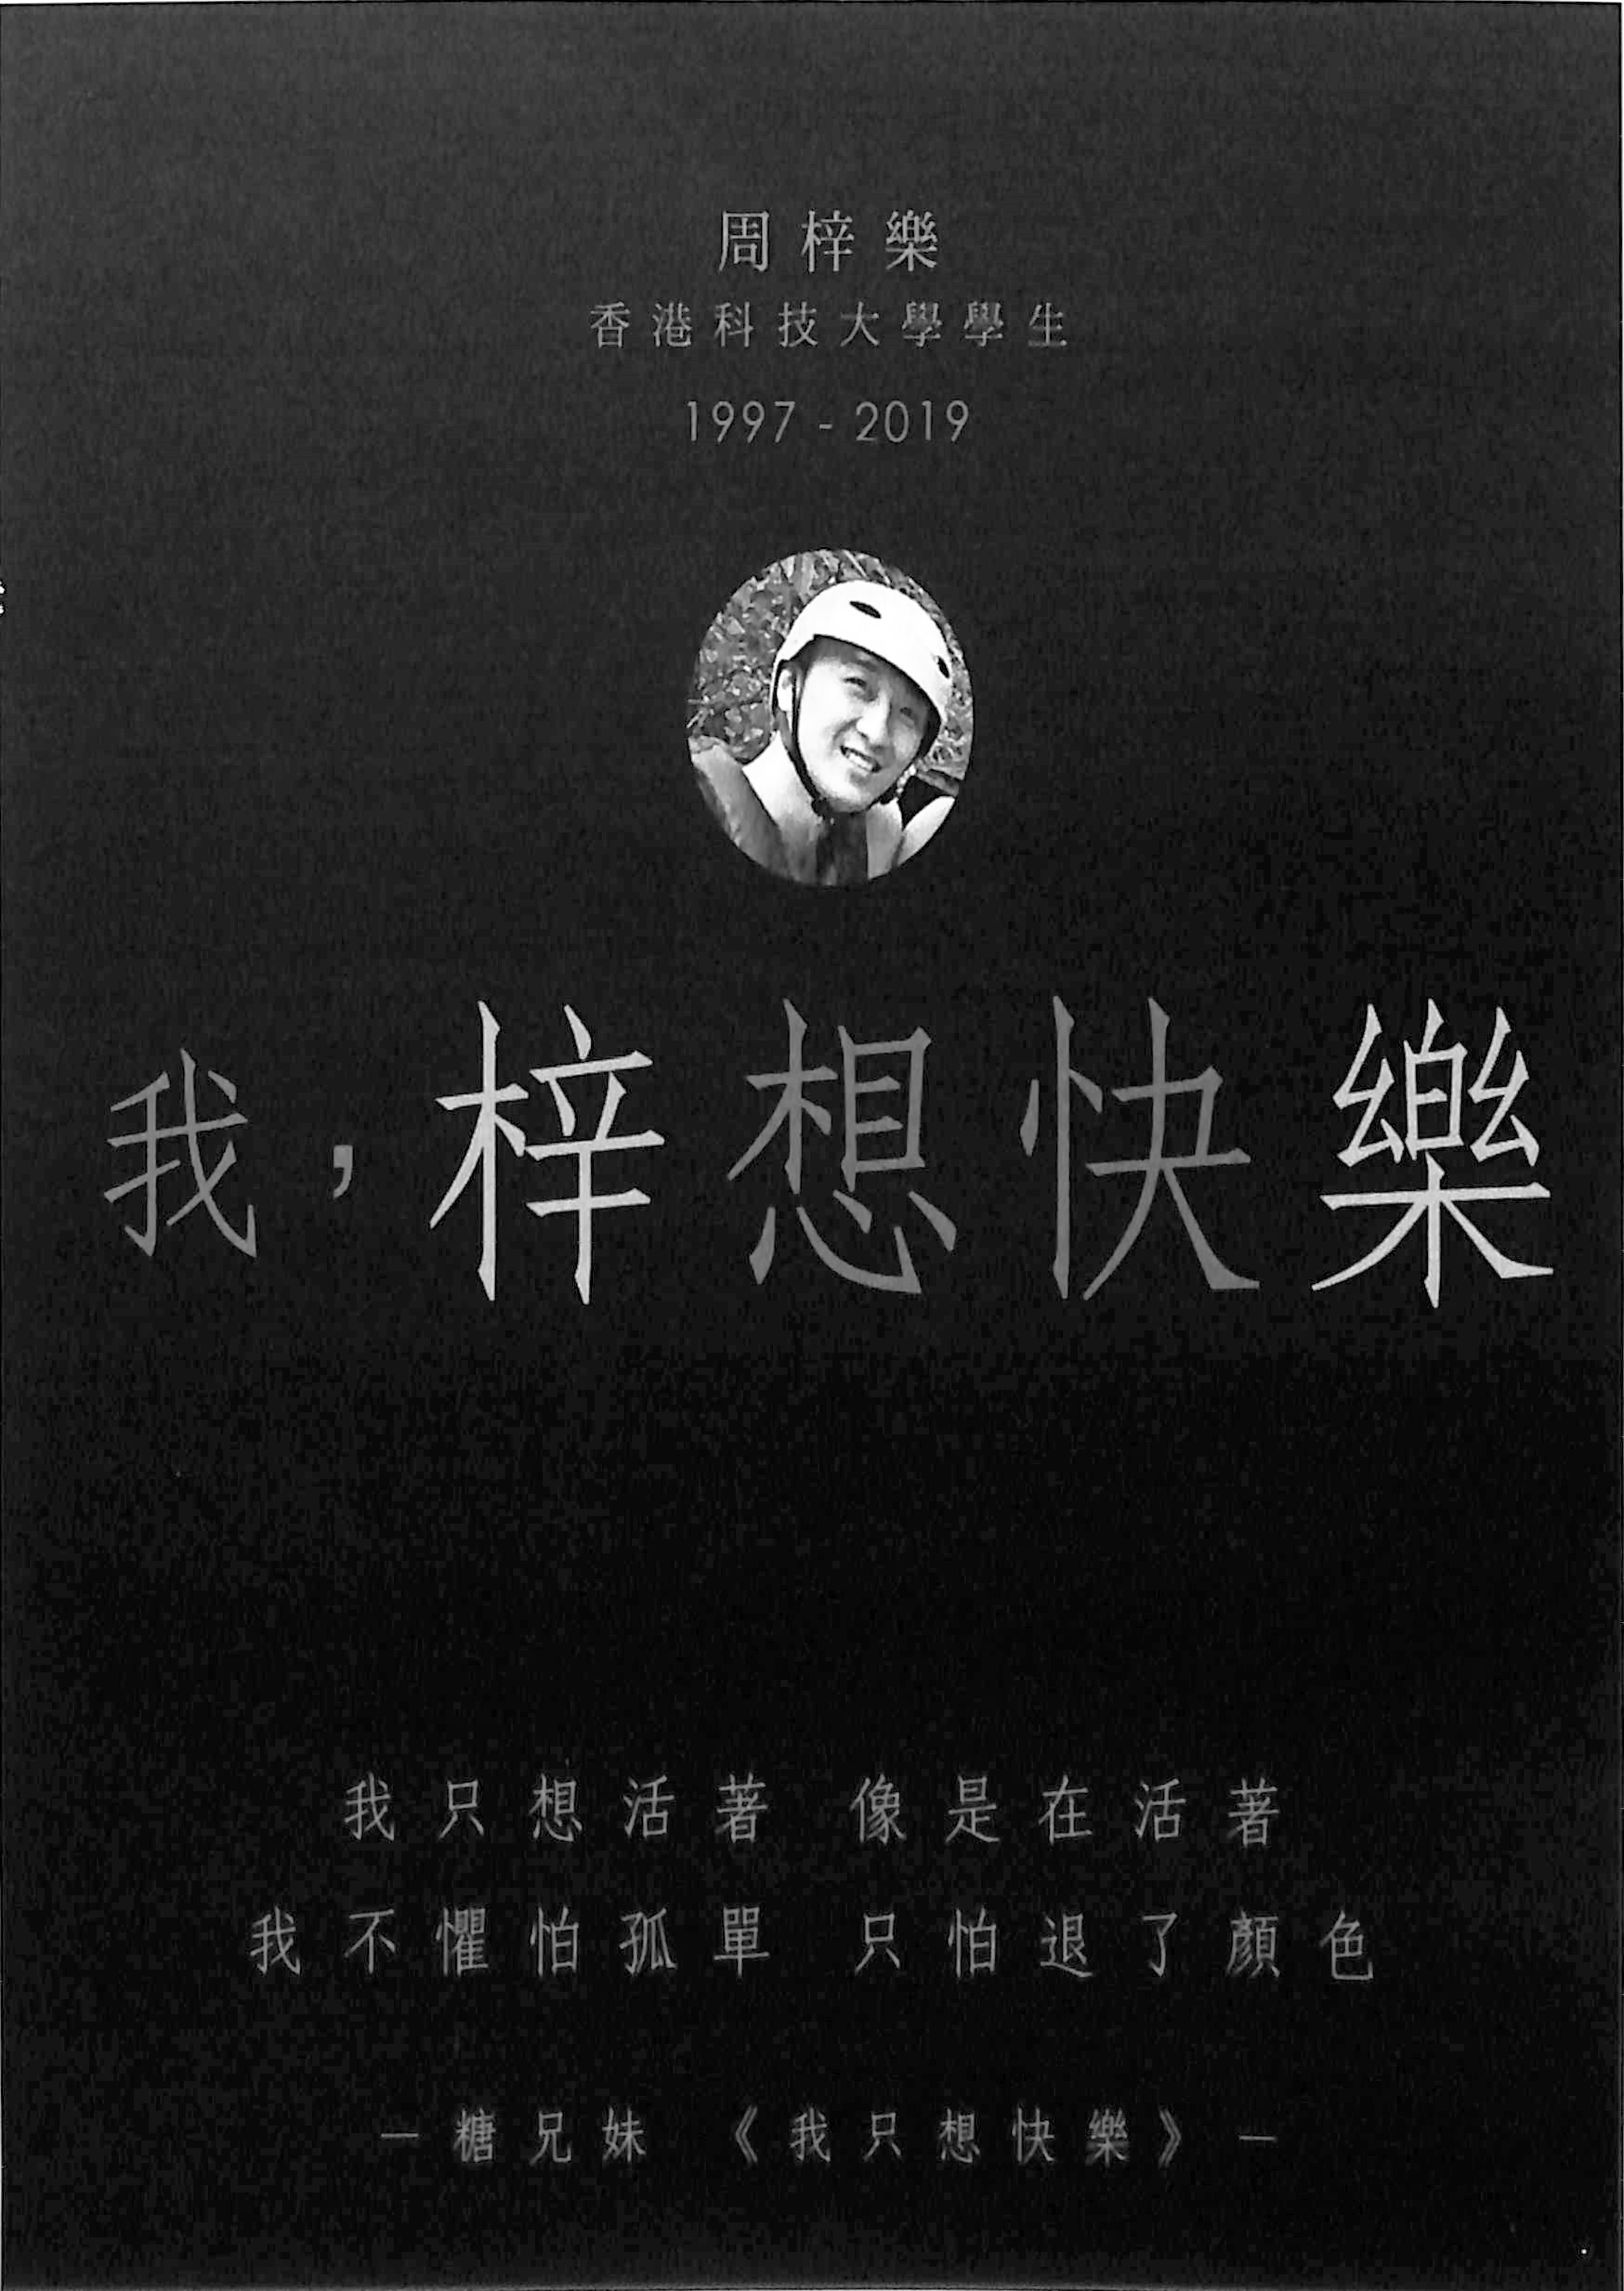 周梓樂
香港科技大學學生
1997 - 2019
我，梓想快樂
我只想活著 像是在活著
我不懼怕孤單 只怕退了顏色
— 糖兄妹 《我只想快樂》 —